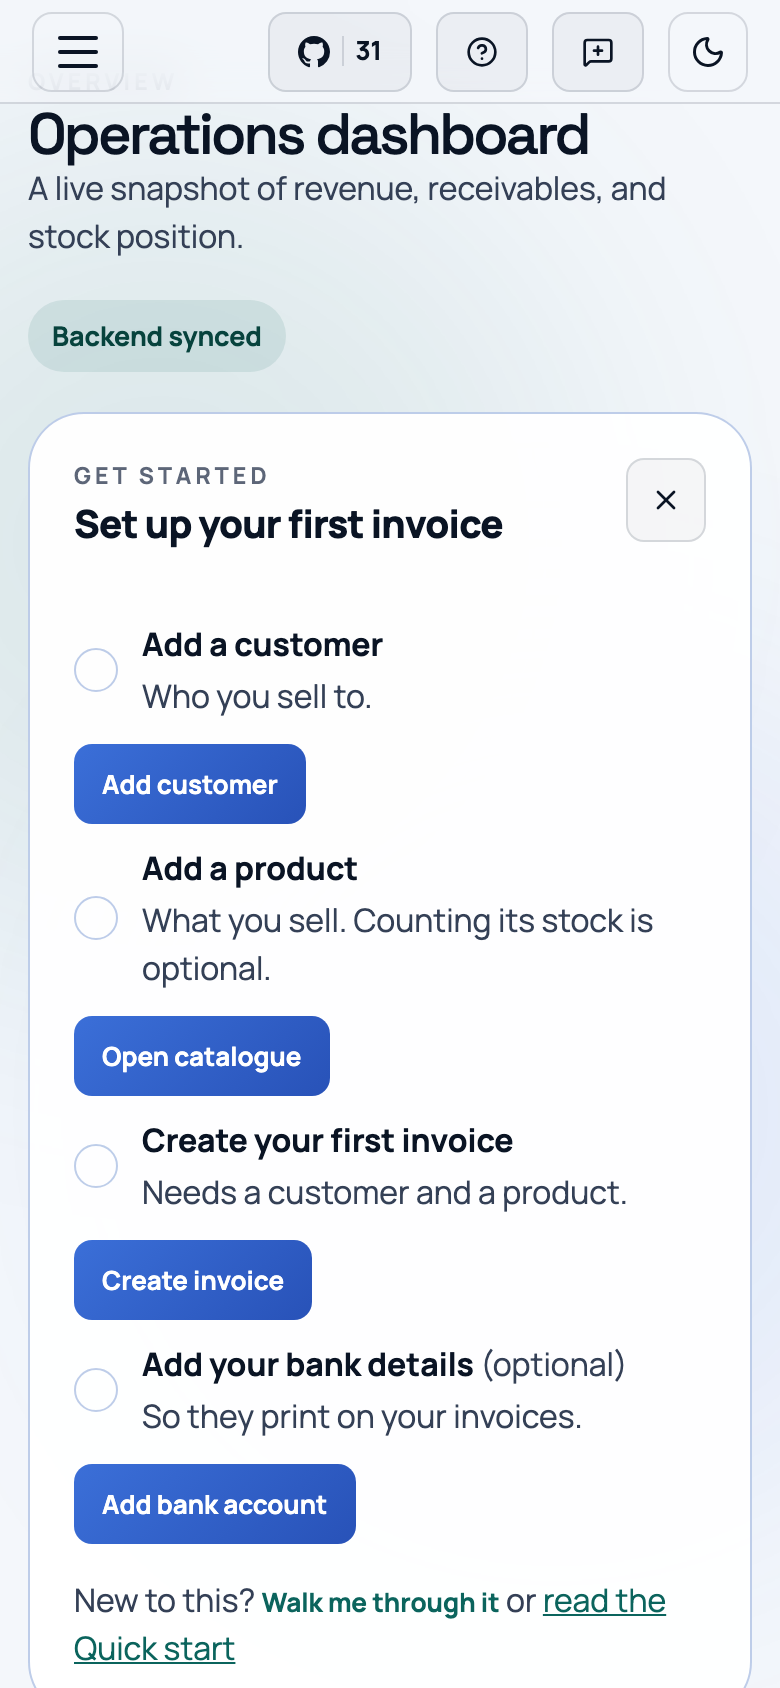 31
OVERVIEW
Operations dashboard
A live snapshot of revenue, receivables, and
stock position.
Backend synced
GET STARTED
Set up your first invoice
Add a customer
Who you sell to.
Add customer
Add a product
What you sell. Counting its stock is
optional.
Open catalogue
Create your first invoice
Needs a customer and a product.
Create invoice
Add your bank details (optional)
So they print on your invoices.
Add bank account
New to this? Walk me through it or read the
Quick start